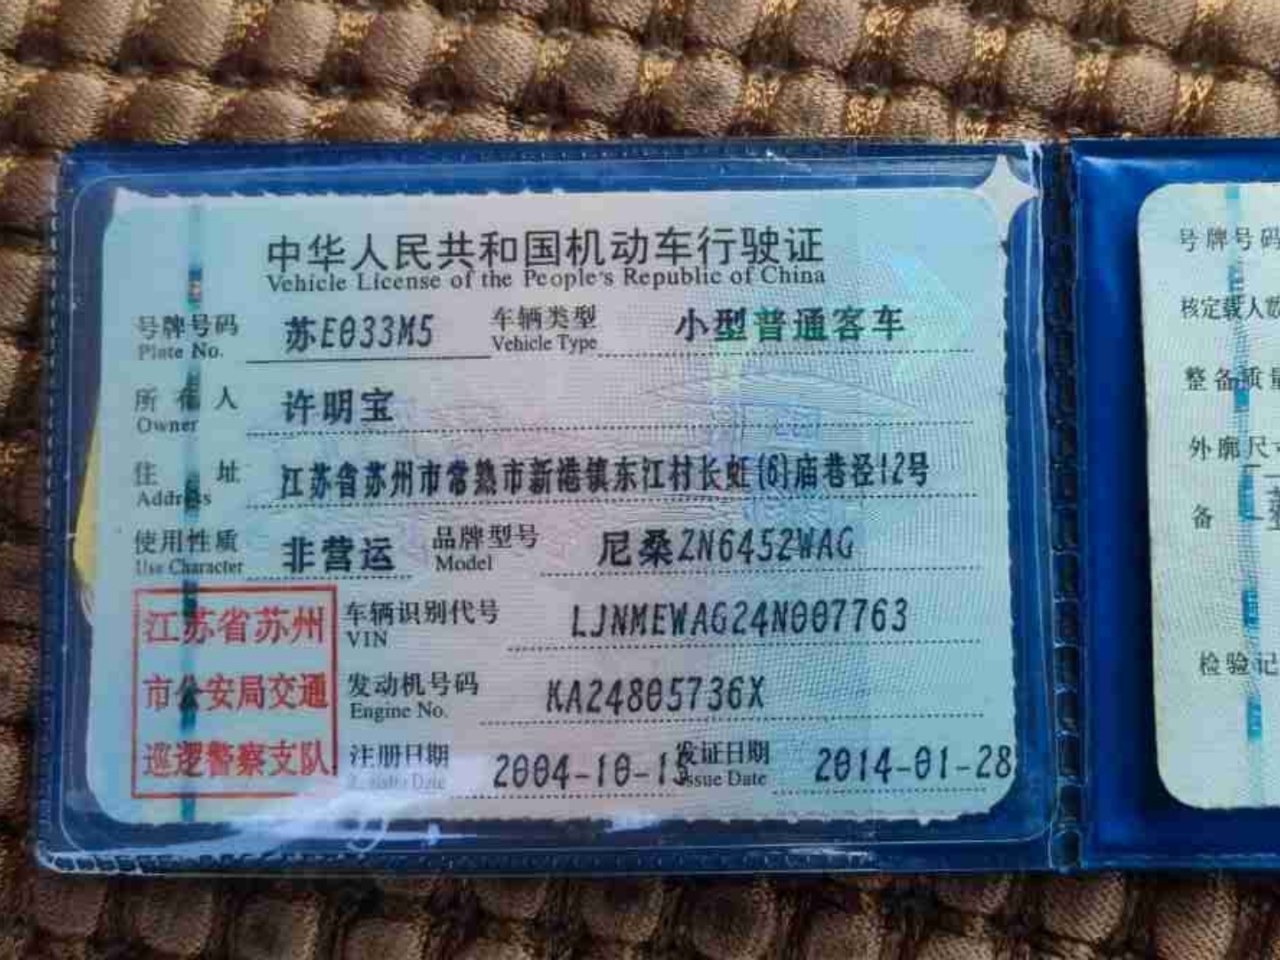 中华人民共和国机动车行驶证
Vehicle License of the People's Republic of China
号牌号码 苏E033M5 车辆类型 小型普通客车
Plate No. Vehicle Type
所有人 许明宝
Owner
住址 江苏省苏州市常熟市新港镇东江村长虹(6)庙巷泾12号
Address
使用性质 非营运 品牌型号 尼桑ZN6452WAG
Use Character Model
江苏省苏州
市公安局交通
巡逻警察支队
车辆识别代号 LJNMEWAG24N007763
VIN
发动机号码 KA24805736X
Engine No.
注册日期 2004-10-15 发证日期 2014-01-28
Date Issue Date
号牌号码
核定载人数
整备质量
外廓尺寸
备
检验记